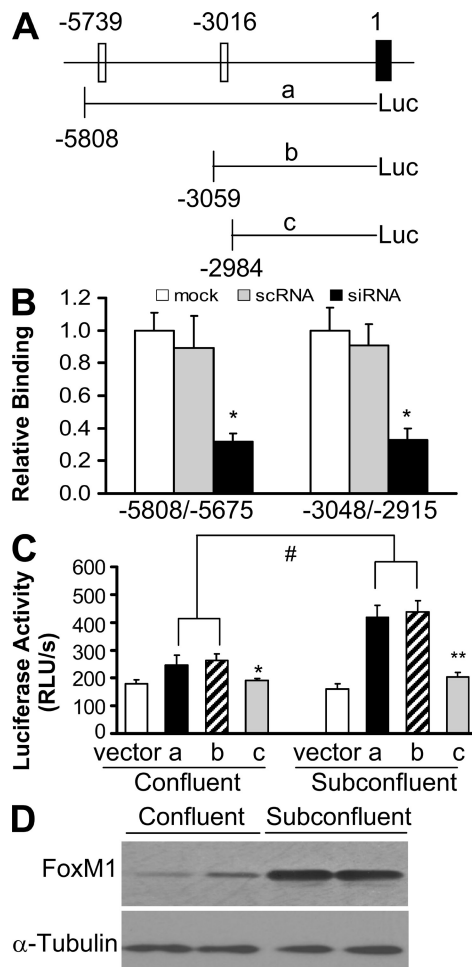 A
-5739 -3016 1
a Luc
-5808
b Luc
-3059
c Luc
-2984
B
mock scRNA siRNA
Relative Binding
1.2
1.0
0.8
0.6
0.4
0.2
0.0
* *
-5808/-5675 -3048/-2915
C
Luciferase Activity
(RLU/s)
600
500
400
300
200
100
0
#
* **
vector a b c vector a b c
Confluent Subconfluent
D
Confluent Subconfluent
FoxM1
α-Tubulin